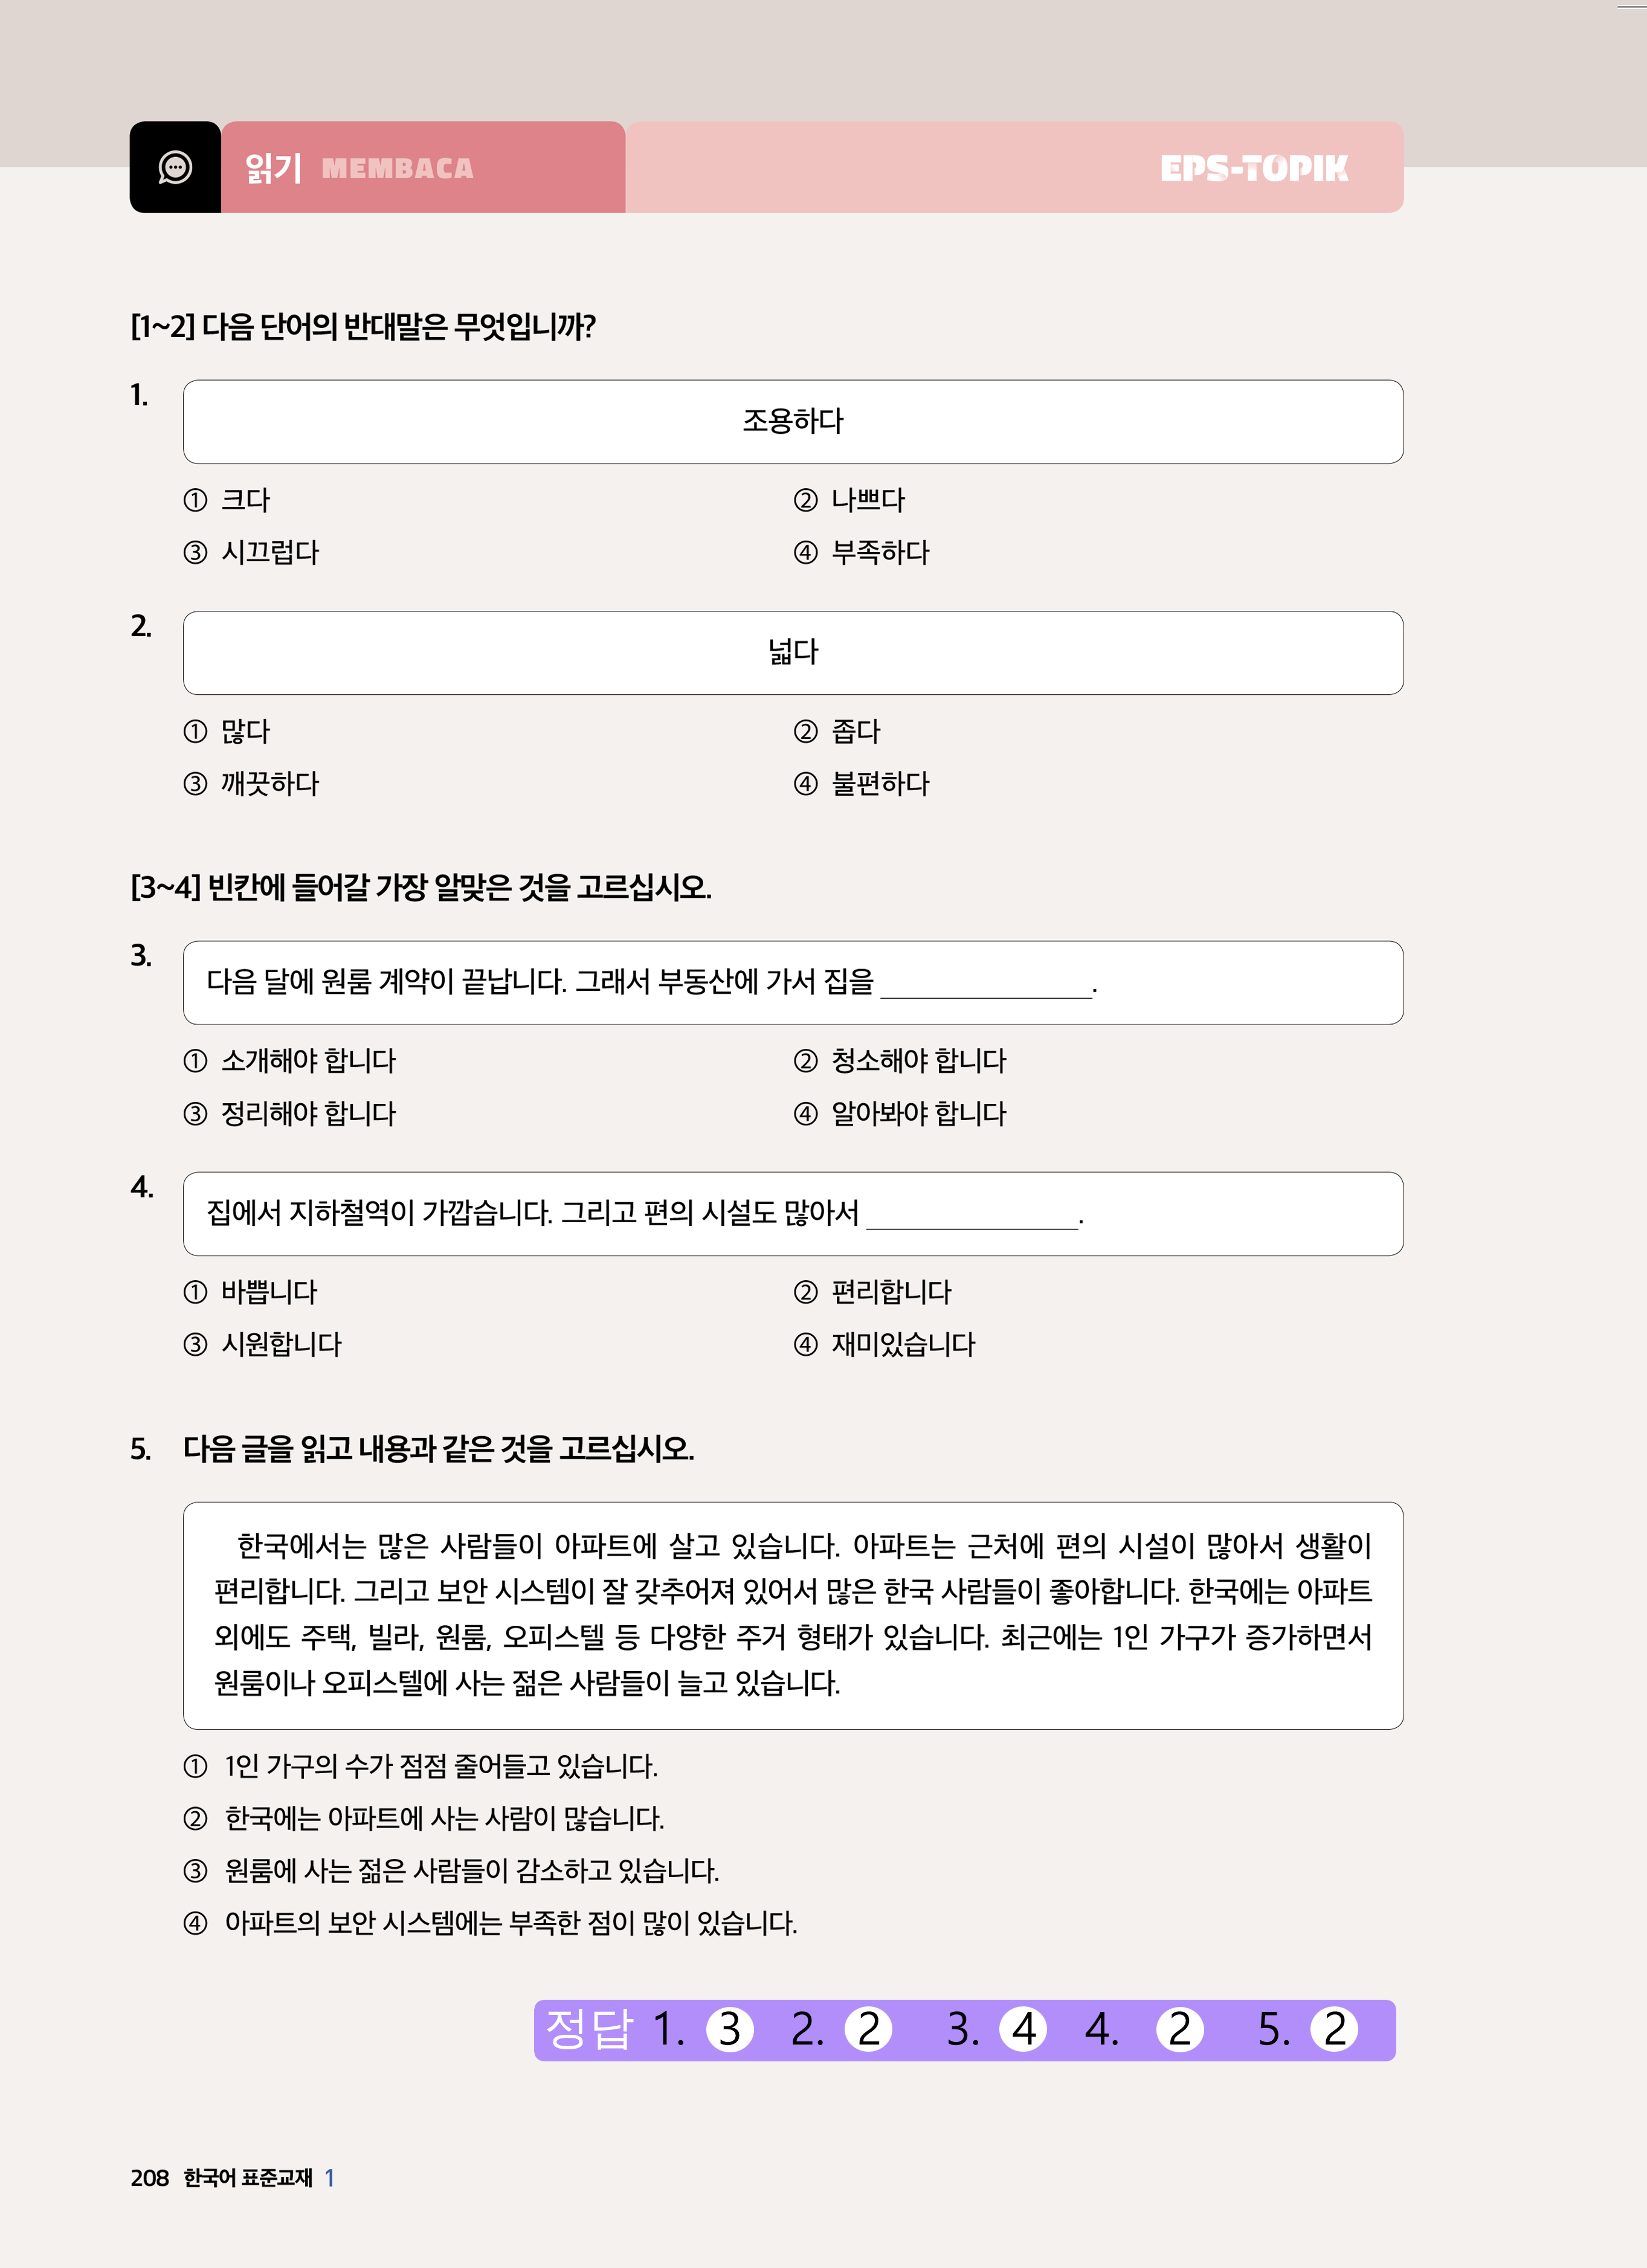 읽기 MEMBACA EPS-TOPIK
[1~2] 다음 단어의 반대말은 무엇입니까?
1. 조용하다
① 크다 ② 나쁘다
③ 시끄럽다 ④ 부족하다
2. 넓다
① 많다 ② 좁다
③ 깨끗하다 ④ 불편하다
[3~4] 빈칸에 들어갈 가장 알맞은 것을 고르십시오.
3. 다음 달에 원룸 계약이 끝납니다. 그래서 부동산에 가서 집을 ______________.
① 소개해야 합니다 ② 청소해야 합니다
③ 정리해야 합니다 ④ 알아봐야 합니다
4. 집에서 지하철역이 가깝습니다. 그리고 편의 시설도 많아서 ______________.
① 바쁩니다 ② 편리합니다
③ 시원합니다 ④ 재미있습니다
5. 다음 글을 읽고 내용과 같은 것을 고르십시오.
한국에서는 많은 사람들이 아파트에 살고 있습니다. 아파트는 근처에 편의 시설이 많아서 생활이
편리합니다. 그리고 보안 시스템이 잘 갖추어져 있어서 많은 한국 사람들이 좋아합니다. 한국에는 아파트
외에도 주택, 빌라, 원룸, 오피스텔 등 다양한 주거 형태가 있습니다. 최근에는 1인 가구가 증가하면서
원룸이나 오피스텔에 사는 젊은 사람들이 늘고 있습니다.
① 1인 가구의 수가 점점 줄어들고 있습니다.
② 한국에는 아파트에 사는 사람이 많습니다.
③ 원룸에 사는 젊은 사람들이 감소하고 있습니다.
④ 아파트의 보안 시스템에는 부족한 점이 많이 있습니다.
정답 1. 3 2. 2 3. 4 4. 2 5. 2
208 한국어 표준교재 1